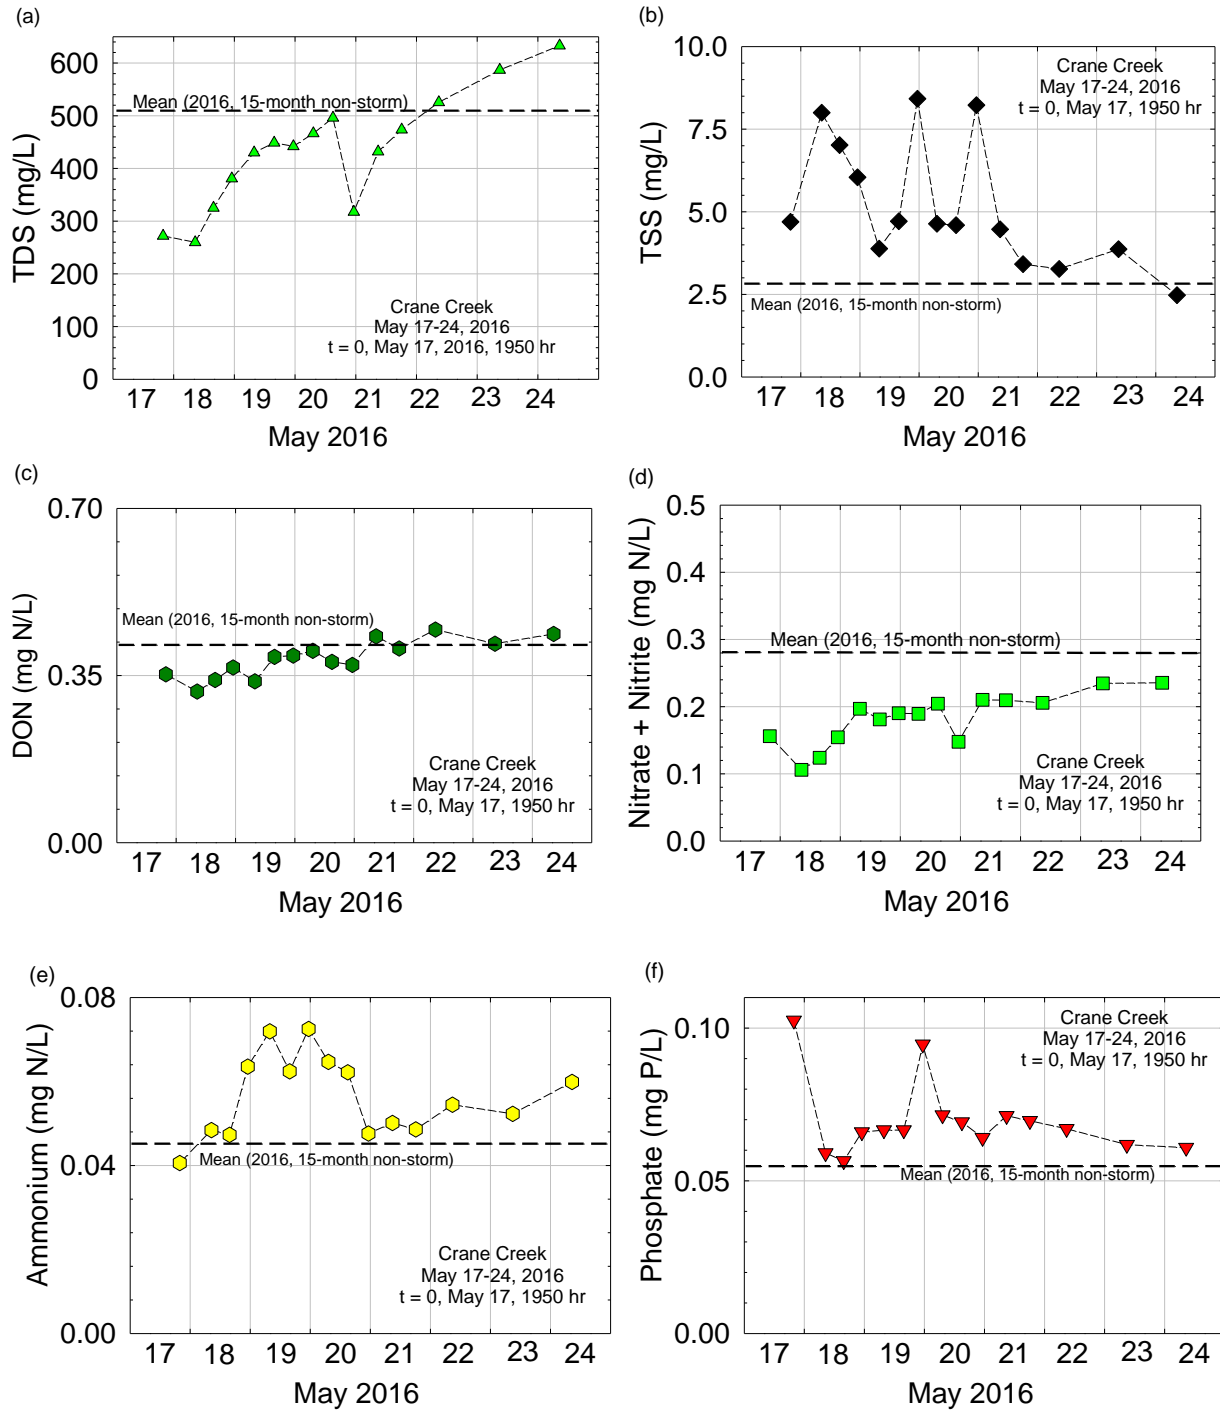 (a)
600
500
400
300
200
100
0
TDS (mg/L)
Mean (2016, 15-month non-storm)
Crane Creek
May 17-24, 2016
t = 0, May 17, 2016, 1950 hr
17 18 19 20 21 22 23 24
May 2016
(b)
10.0
7.5
5.0
2.5
0.0
TSS (mg/L)
Crane Creek
May 17-24, 2016
t = 0, May 17, 1950 hr
Mean (2016, 15-month non-storm)
17 18 19 20 21 22 23 24
May 2016
(c)
0.70
0.35
0.00
DON (mg N/L)
Mean (2016, 15-month non-storm)
Crane Creek
May 17-24, 2016
t = 0, May 17, 1950 hr
17 18 19 20 21 22 23 24
May 2016
(d)
0.5
0.4
0.3
0.2
0.1
0.0
Nitrate + Nitrite (mg N/L)
Mean (2016, 15-month non-storm)
Crane Creek
May 17-24, 2016
t = 0, May 17, 1950 hr
17 18 19 20 21 22 23 24
May 2016
(e)
0.08
0.04
0.00
Ammonium (mg N/L)
Mean (2016, 15-month non-storm)
Crane Creek
May 17-24, 2016
t = 0, May 17, 1950 hr
17 18 19 20 21 22 23 24
May 2016
(f)
0.10
0.05
0.00
Phosphate (mg P/L)
Crane Creek
May 17-24, 2016
t = 0, May 17, 1950 hr
Mean (2016, 15-month non-storm)
17 18 19 20 21 22 23 24
May 2016